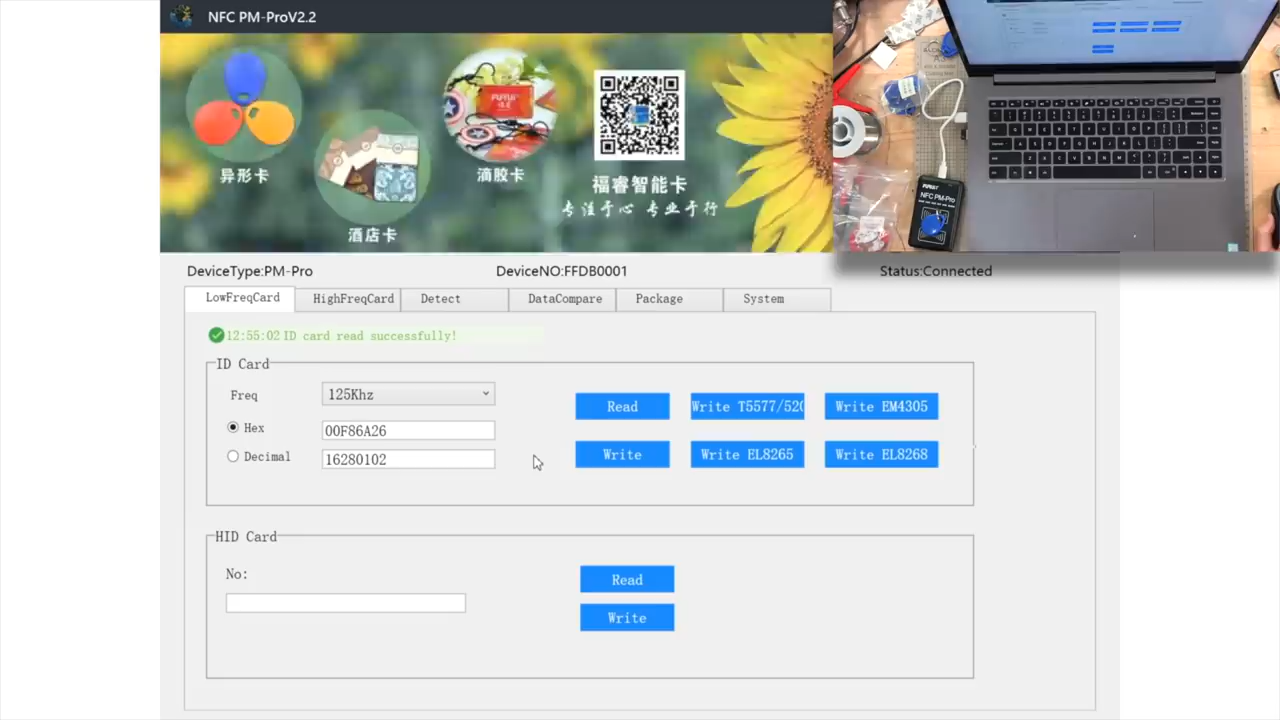 NFC PM-ProV2.2
异形卡
酒店卡
滴胶卡
福睿智能卡
专注于心 专业于行
NFC PM-Pro
DeviceType:PM-Pro
DeviceNO:FFDB0001
Status:Connected
LowFreqCard
HighFreqCard
Detect
DataCompare
Package
System
12:55:02 ID card read successfully!
ID Card
Freq
125Khz
Read
Write T5577/520
Write EM4305
Hex
00F86A26
Decimal
16280102
Write
Write EL8265
Write EL8268
HID Card
No:
Read
Write